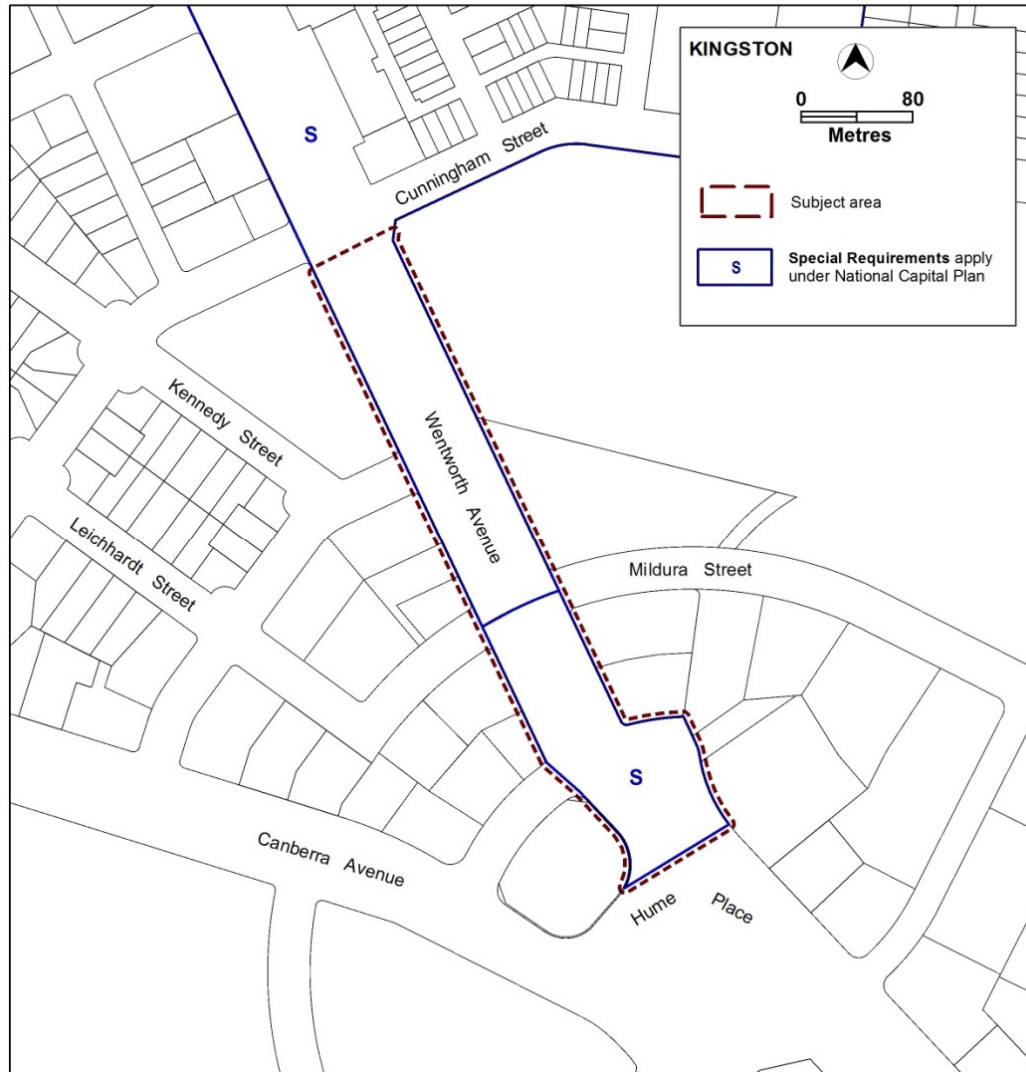 KINGSTON
0 80
Metres
Subject area
S
Special Requirements apply
under National Capital Plan
S
Cunningham Street
Kennedy Street
Wentworth Avenue
Leichhardt Street
Mildura Street
S
Canberra Avenue
Hume Place